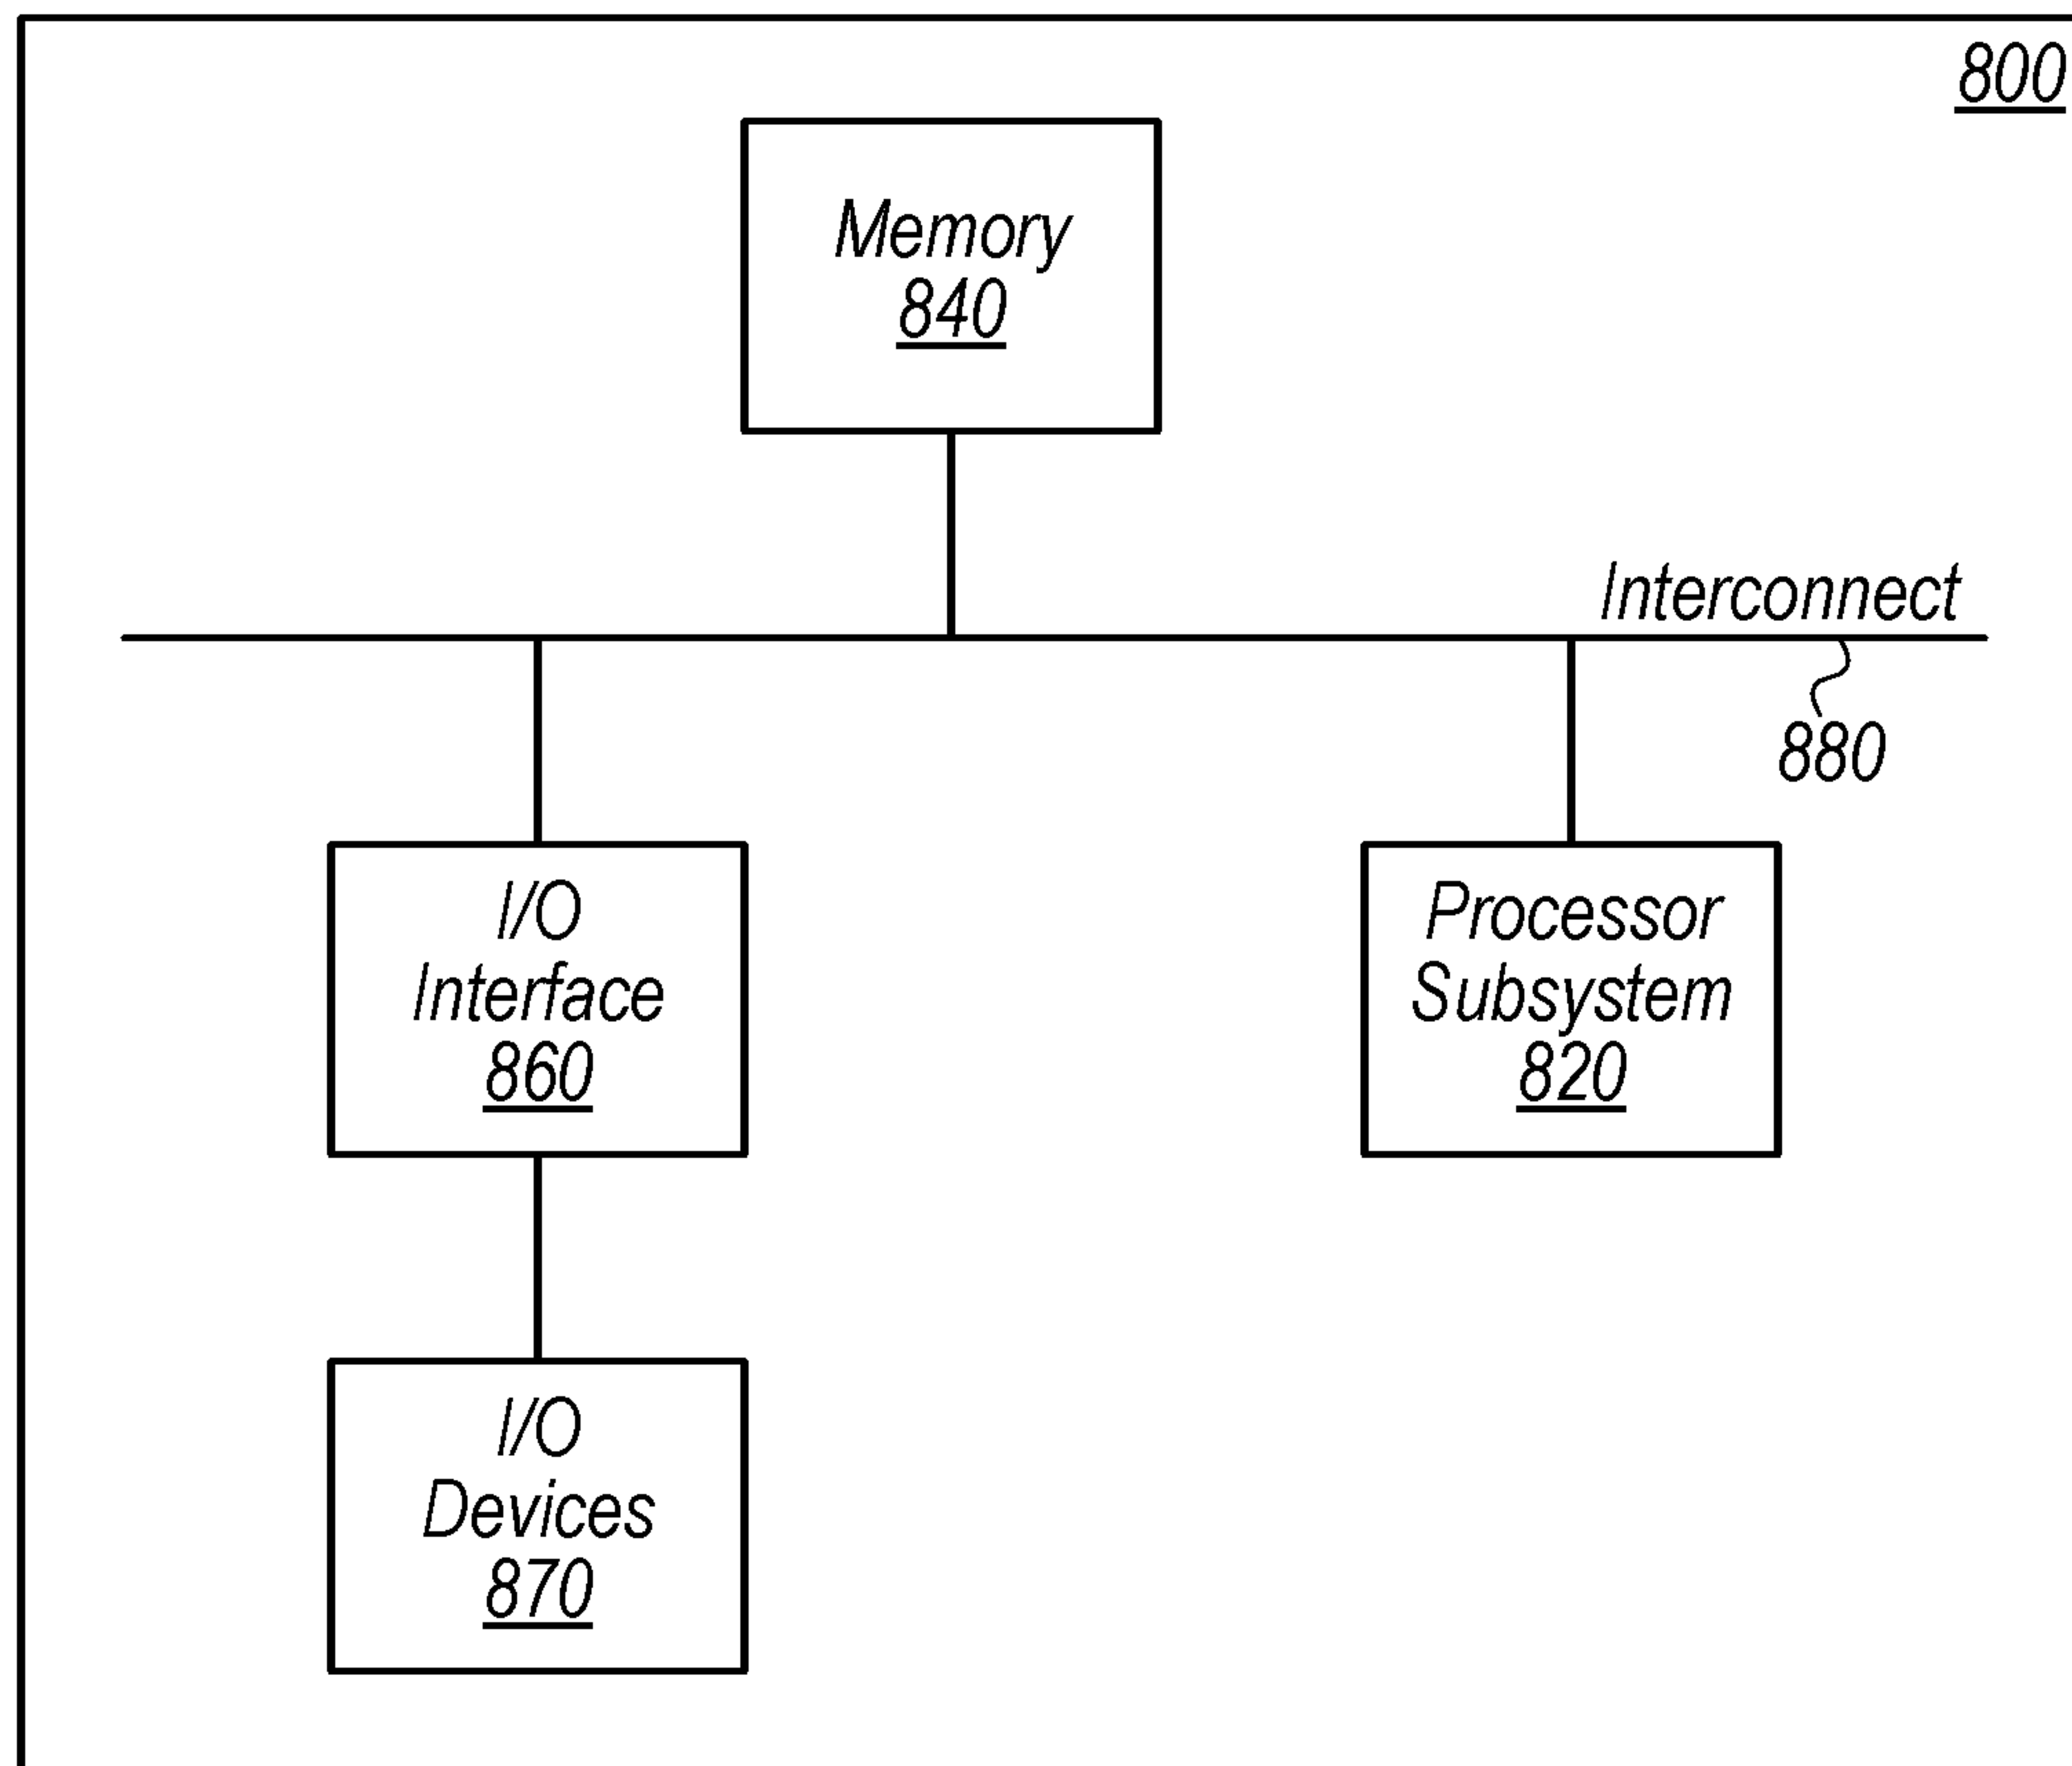 800
Memory
840
Interconnect
880
I/O
Interface
860
Processor
Subsystem
820
I/O
Devices
870